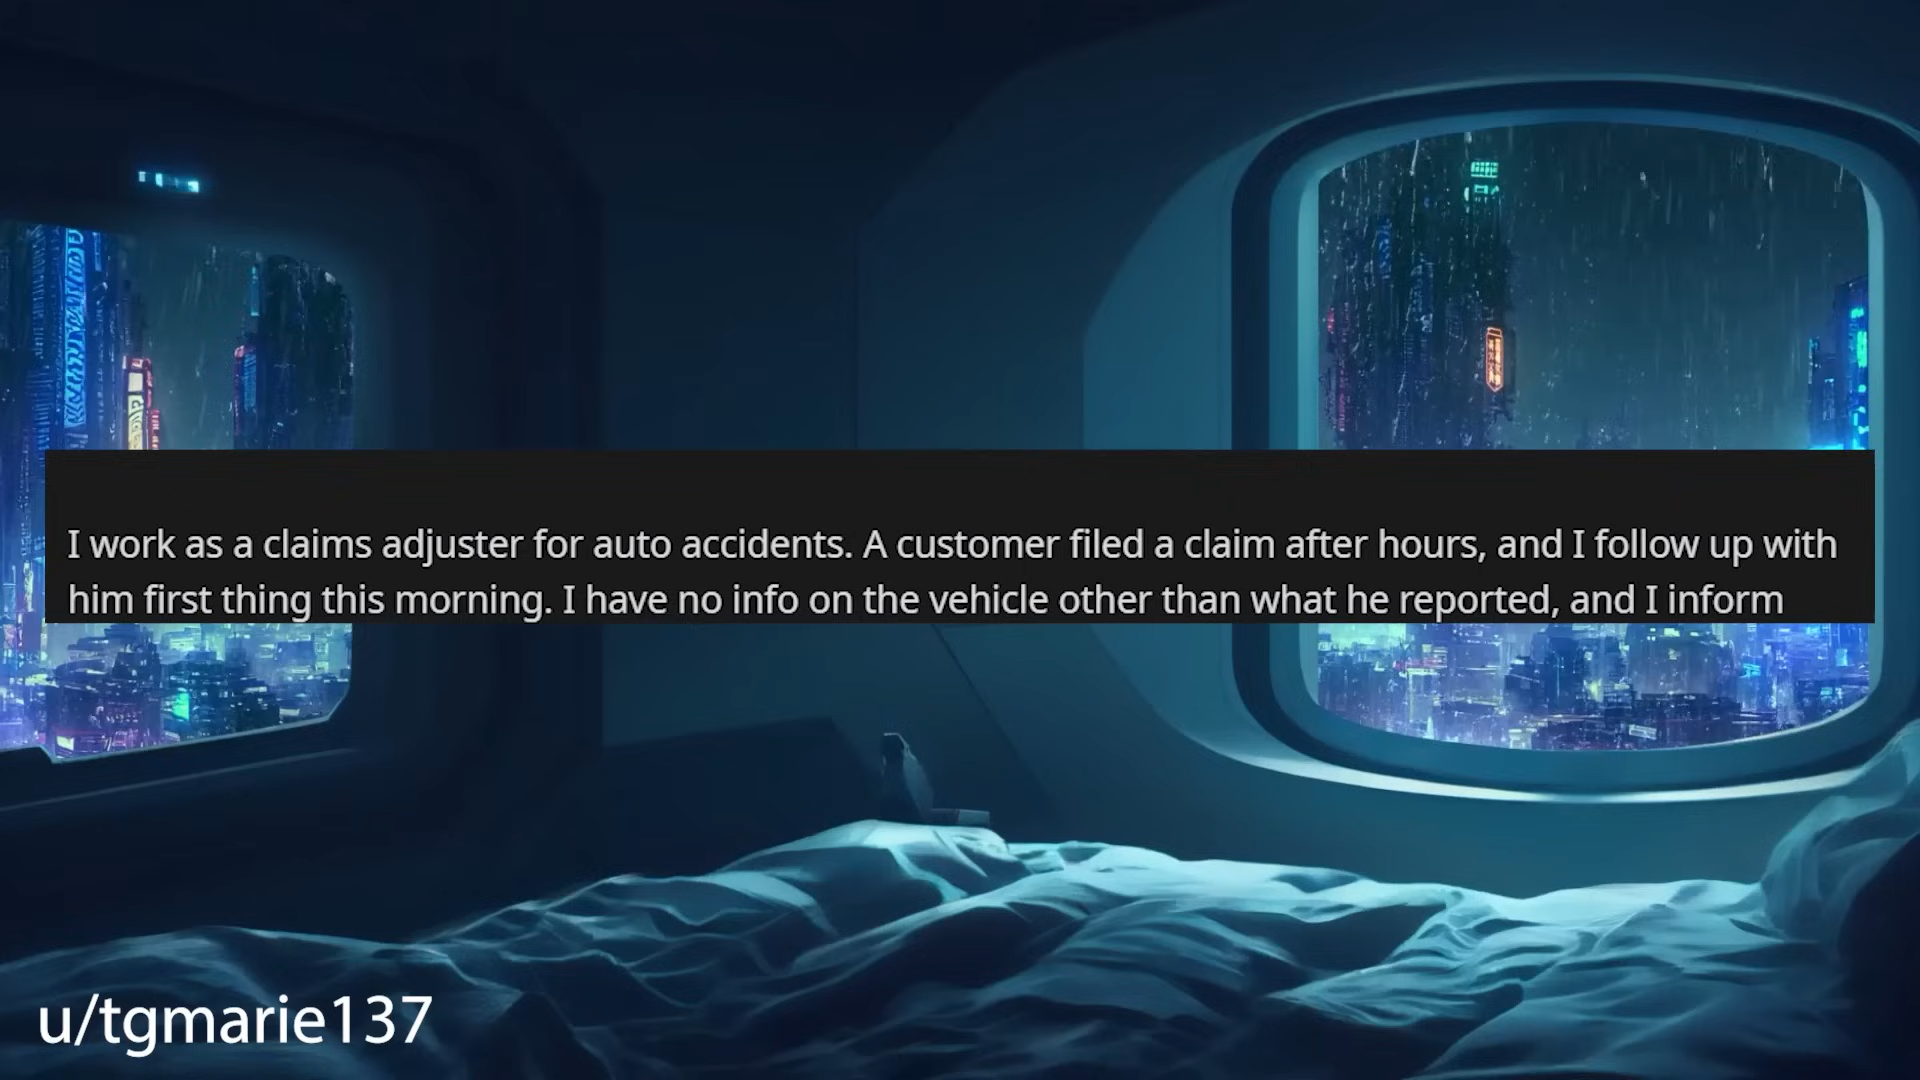 I work as a claims adjuster for auto accidents. A customer filed a claim after hours, and I follow up with
him first thing this morning. I have no info on the vehicle other than what he reported, and I inform
u/tgmarie137